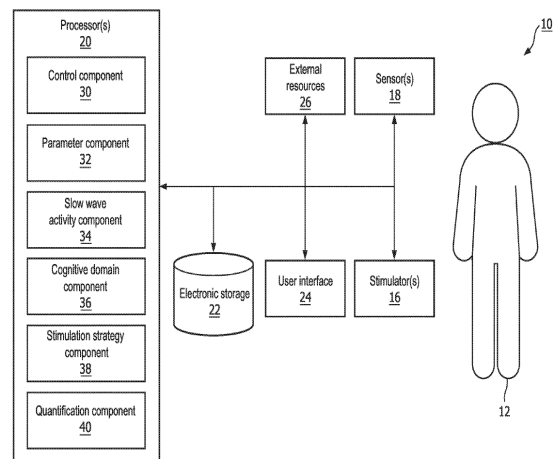 Processor(s)
20
Control component
30
Parameter component
32
Slow wave
activity component
34
Cognitive domain
component
36
Stimulation strategy
component
38
Quantification component
40
External
resources
26
Sensor(s)
18
10
Electronic storage
22
User interface
24
Stimulator(s)
16
12